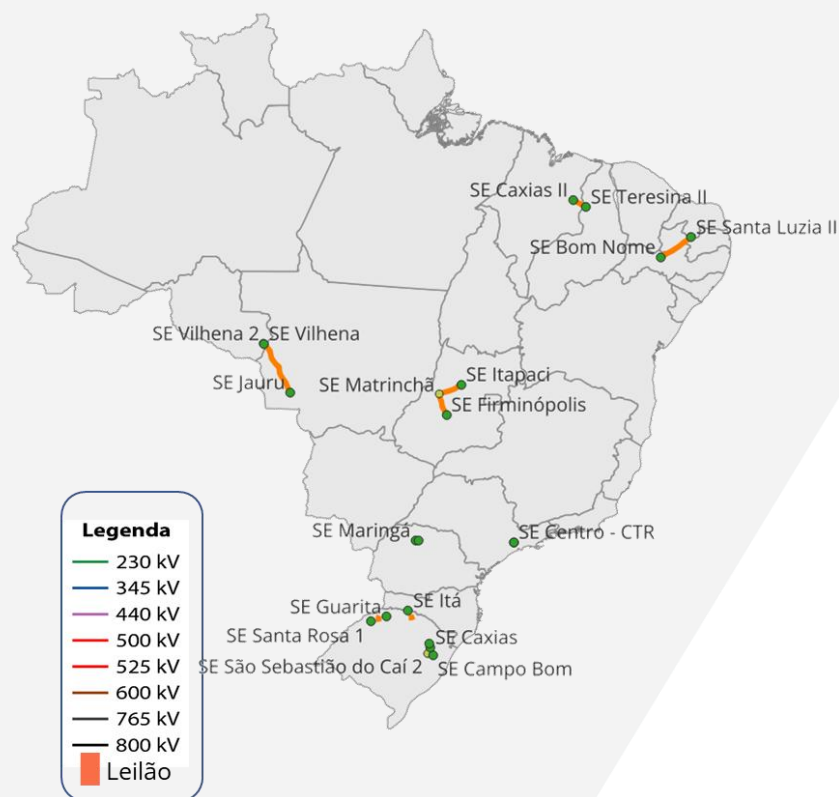 SE Caxias II
SE Teresina II
SE Santa Luzia II
SE Bom Nome
SE Vilhena 2
SE Vilhena
SE Jauru
SE Matrinchã
SE Itapaci
SE Firminópolis
SE Maringá
SE Centro - CTR
SE Guarita
SE Itá
SE Santa Rosa 1
SE Caxias
SE São Sebastião do Caí 2
SE Campo Bom
Legenda
230 kV
345 kV
440 kV
500 kV
525 kV
600 kV
765 kV
800 kV
Leilão